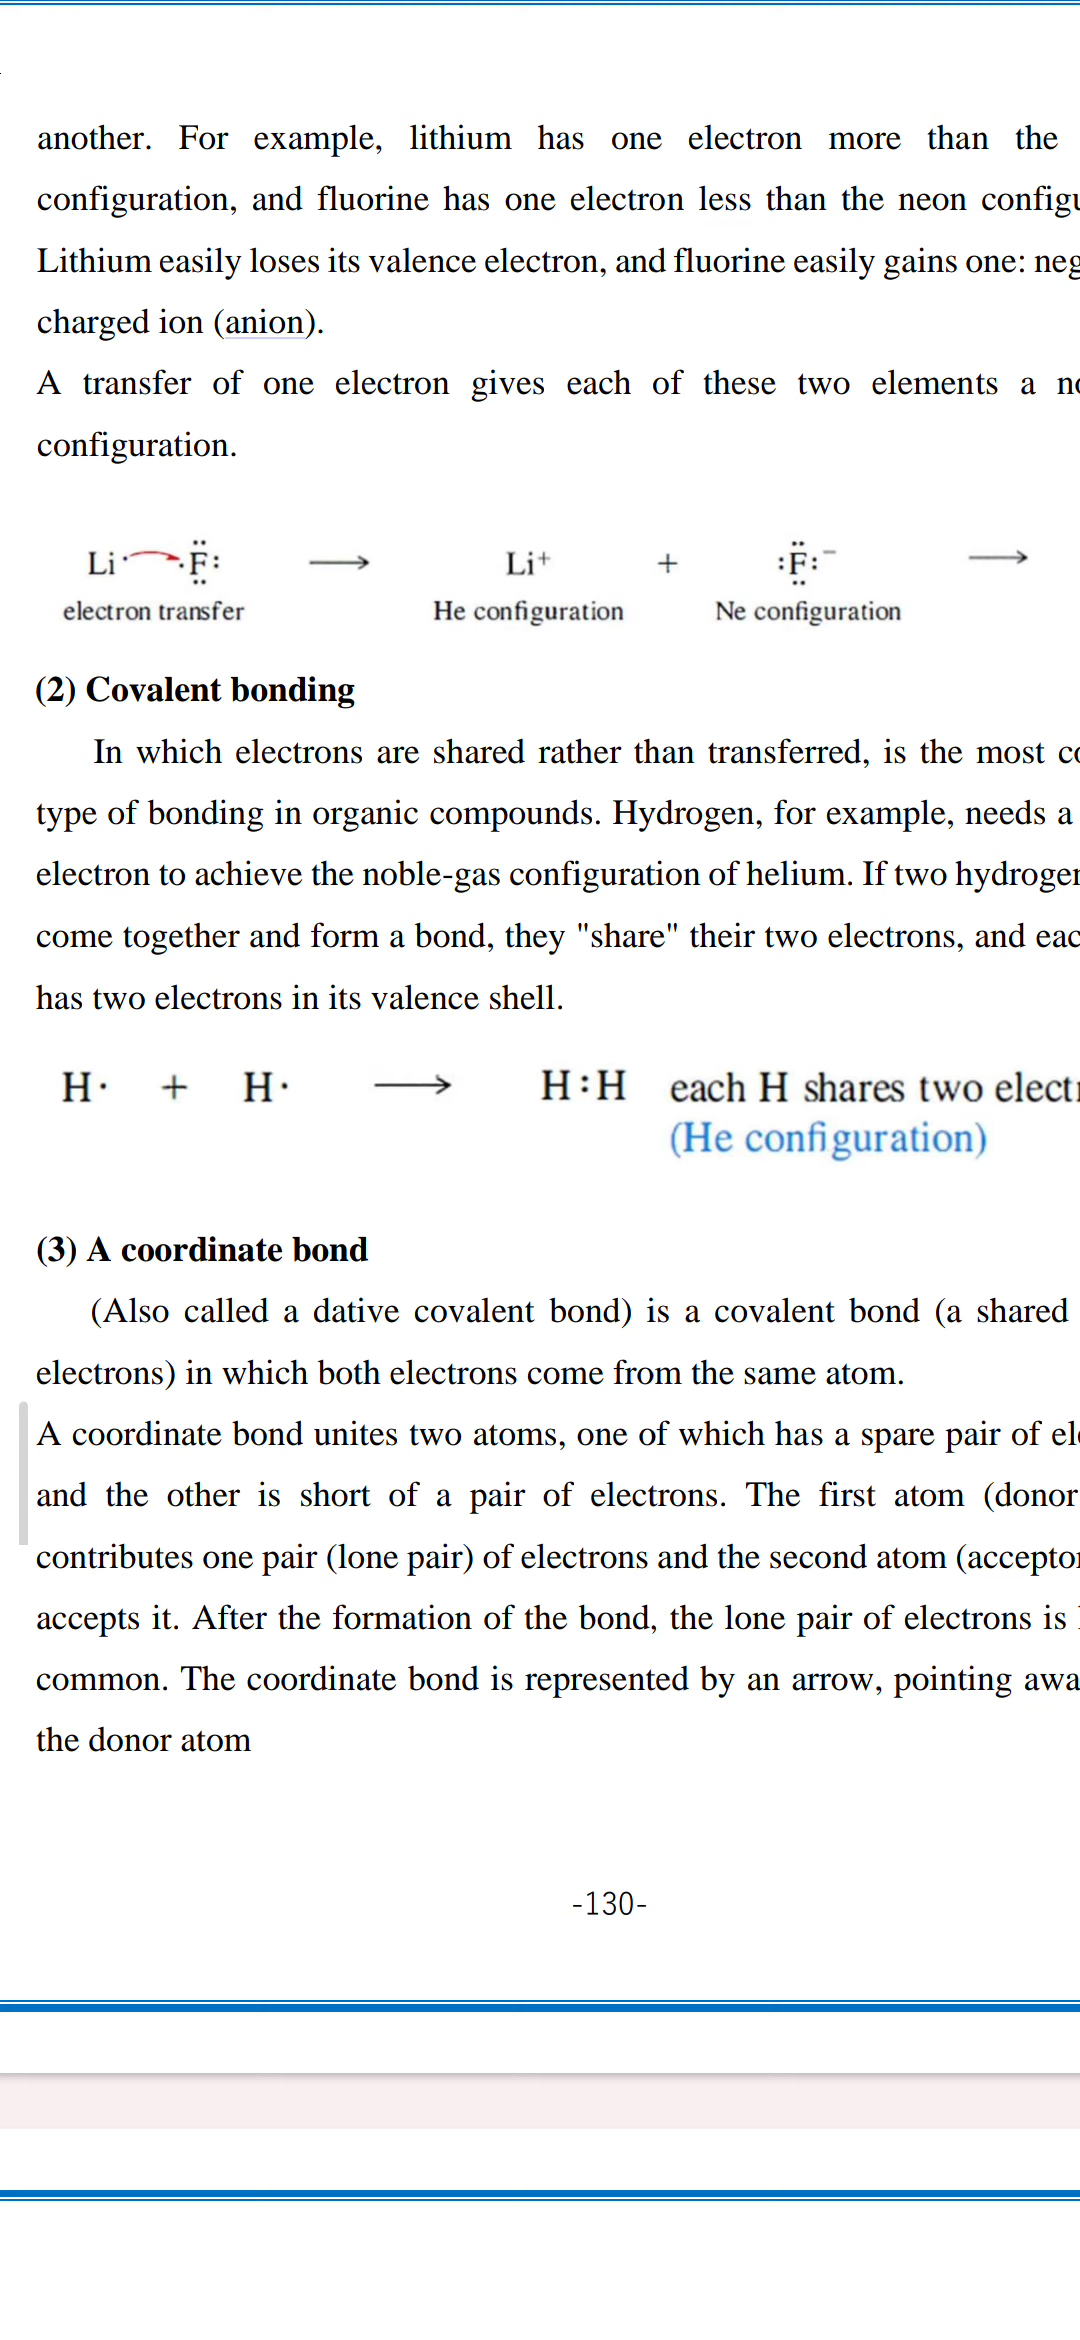 another. For example, lithium has one electron more than the
configuration, and fluorine has one electron less than the neon
Lithium easily loses its valence electron, and fluorine easily gains one:
charged ion (anion).
A transfer of one electron gives each of these two elements a
configuration.
Li· ·F̈: ⟶ Li⁺ + :F̈:⁻ ⟶
electron transfer He configuration Ne configuration
(2) Covalent bonding
In which electrons are shared rather than transferred, is the most
type of bonding in organic compounds. Hydrogen, for example, needs a
electron to achieve the noble-gas configuration of helium. If two
come together and form a bond, they "share" their two electrons, and
has two electrons in its valence shell.
H· + H· ⟶ H:H each H shares two
(He configuration)
(3) A coordinate bond
(Also called a dative covalent bond) is a covalent bond (a shared
electrons) in which both electrons come from the same atom.
A coordinate bond unites two atoms, one of which has a spare pair of
and the other is short of a pair of electrons. The first atom (donor
contributes one pair (lone pair) of electrons and the second atom
accepts it. After the formation of the bond, the lone pair of electrons is
common. The coordinate bond is represented by an arrow, pointing
the donor atom
-130-